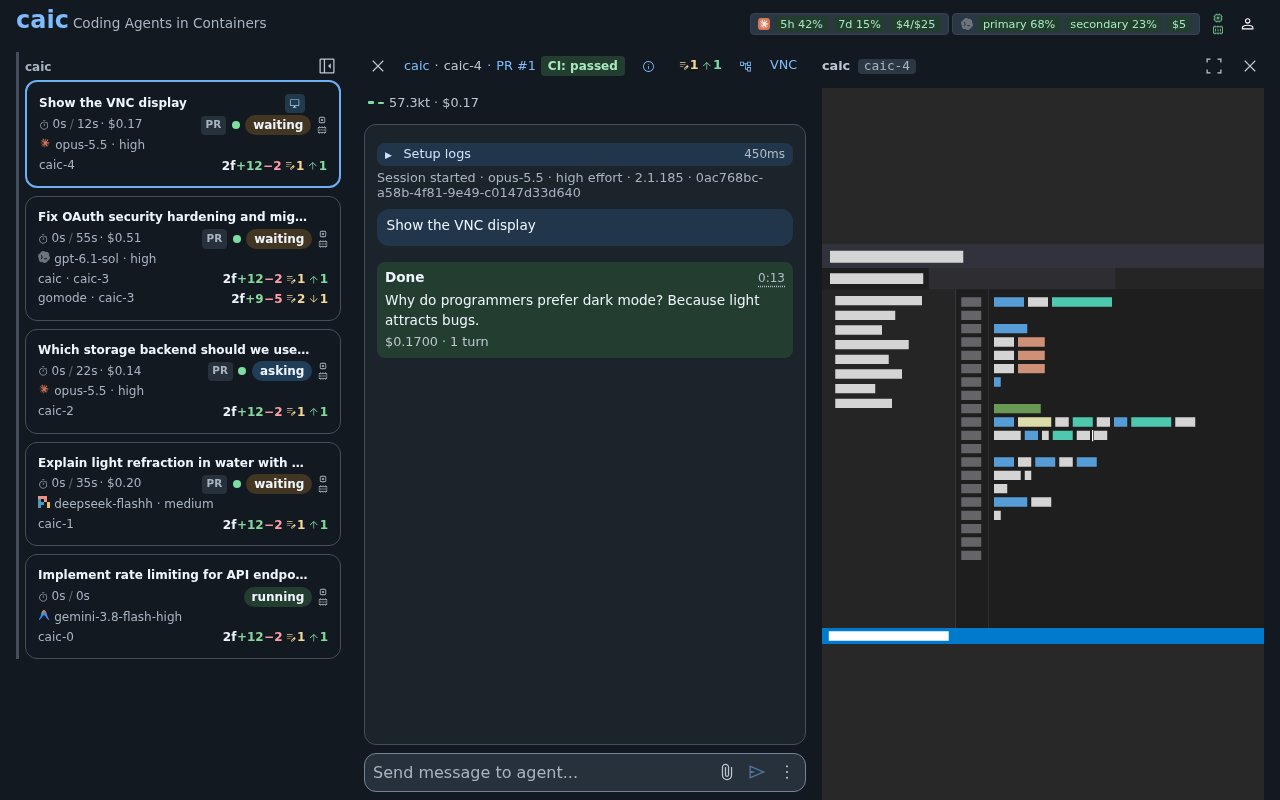 caic Coding Agents in Containers
5h 42% 7d 15% $4/$25
primary 68% secondary 23% $5
caic
Show the VNC display
0s / 12s · $0.17 PR waiting
opus-5.5 · high
caic-4 2f+12−2 1 ↑1
Fix OAuth security hardening and mig…
0s / 55s · $0.51 PR waiting
gpt-6.1-sol · high
caic · caic-3 2f+12−2 1 ↑1
gomode · caic-3 2f+9−5 2 ↓1
Which storage backend should we use…
0s / 22s · $0.14 PR asking
opus-5.5 · high
caic-2 2f+12−2 1 ↑1
Explain light refraction in water with …
0s / 35s · $0.20 PR waiting
deepseek-flashh · medium
caic-1 2f+12−2 1 ↑1
Implement rate limiting for API endpo…
0s / 0s running
gemini-3.8-flash-high
caic-0 2f+12−2 1 ↑1
caic · caic-4 · PR #1 CI: passed 1 ↑1 VNC
57.3kt · $0.17
▶ Setup logs 450ms
Session started · opus-5.5 · high effort · 2.1.185 · 0ac768bc-
a58b-4f81-9e49-c0147d33d640
Show the VNC display
Done 0:13
Why do programmers prefer dark mode? Because light
attracts bugs.
$0.1700 · 1 turn
Send message to agent...
caic caic-4